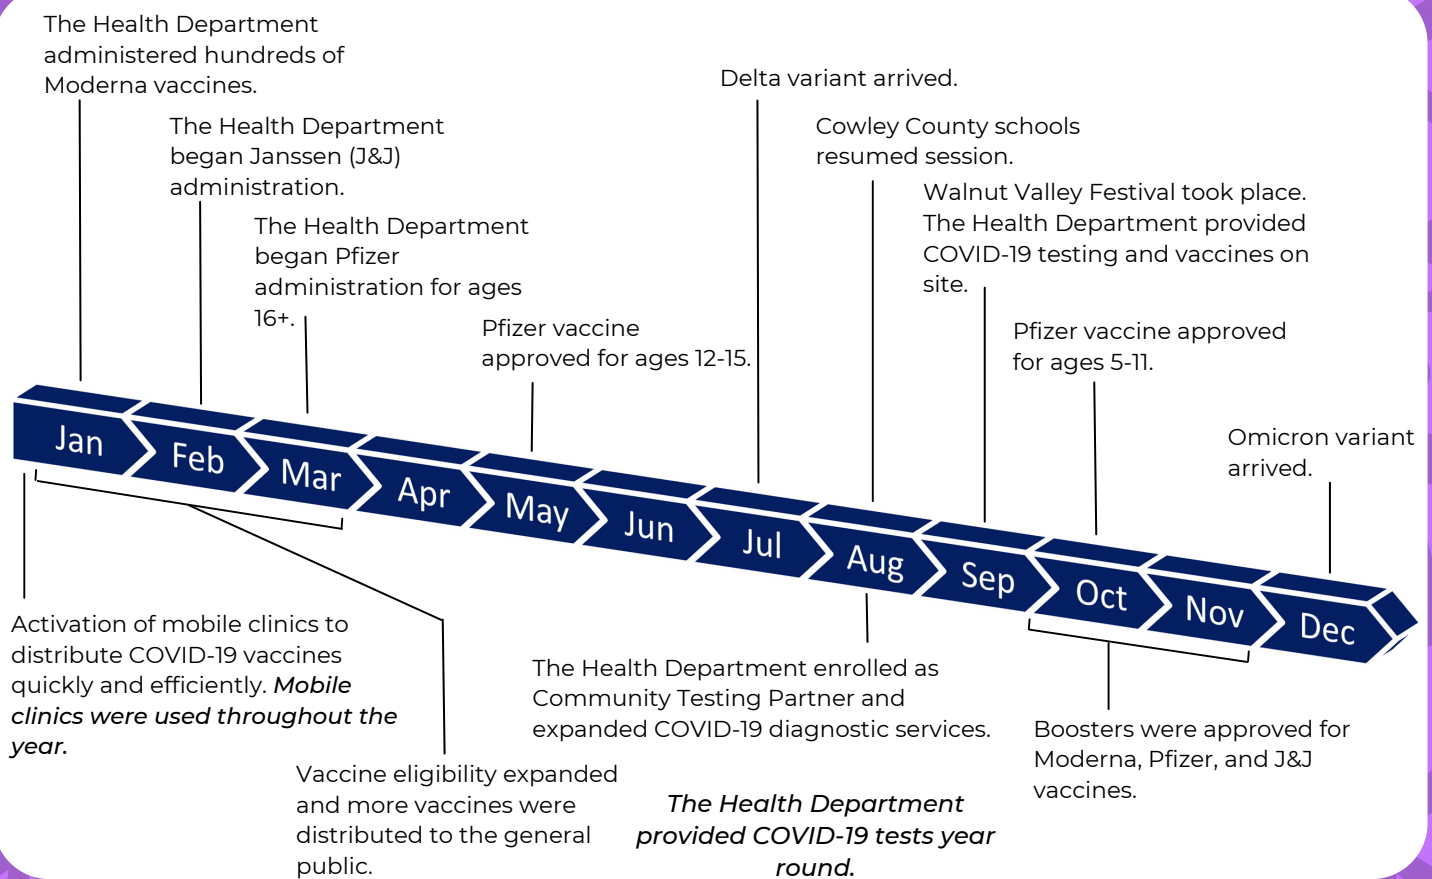 The Health Department
administered hundreds of
Moderna vaccines.
The Health Department
began Janssen (J&J)
administration.
The Health Department
began Pfizer
administration for ages
16+.
Pfizer vaccine
approved for ages 12-15.
Delta variant arrived.
Cowley County schools
resumed session.
Walnut Valley Festival took place.
The Health Department provided
COVID-19 testing and vaccines on
site.
Pfizer vaccine approved
for ages 5-11.
Omicron variant
arrived.
Jan
Feb
Mar
Apr
May
Jun
Jul
Aug
Sep
Oct
Nov
Dec
Activation of mobile clinics to
distribute COVID-19 vaccines
quickly and efficiently. Mobile
clinics were used throughout the
year.
Vaccine eligibility expanded
and more vaccines were
distributed to the general
public.
The Health Department enrolled as
Community Testing Partner and
expanded COVID-19 diagnostic services.
The Health Department
provided COVID-19 tests year
round.
Boosters were approved for
Moderna, Pfizer, and J&J
vaccines.